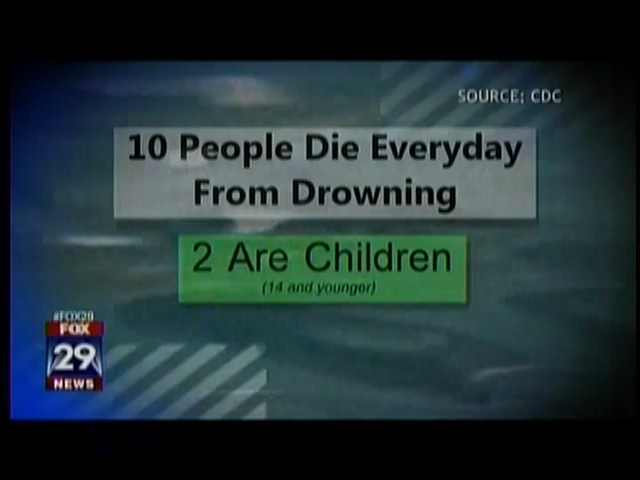 SOURCE: CDC
10 People Die Everyday
From Drowning
2 Are Children
(14 and younger)
#FOX29
FOX
29
NEWS